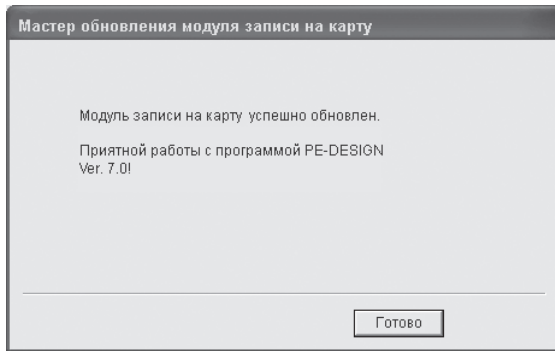 Мастер обновления модуля записи на карту
Модуль записи на карту успешно обновлен.
Приятной работы с программой PE-DESIGN
Ver. 7.0!
Готово